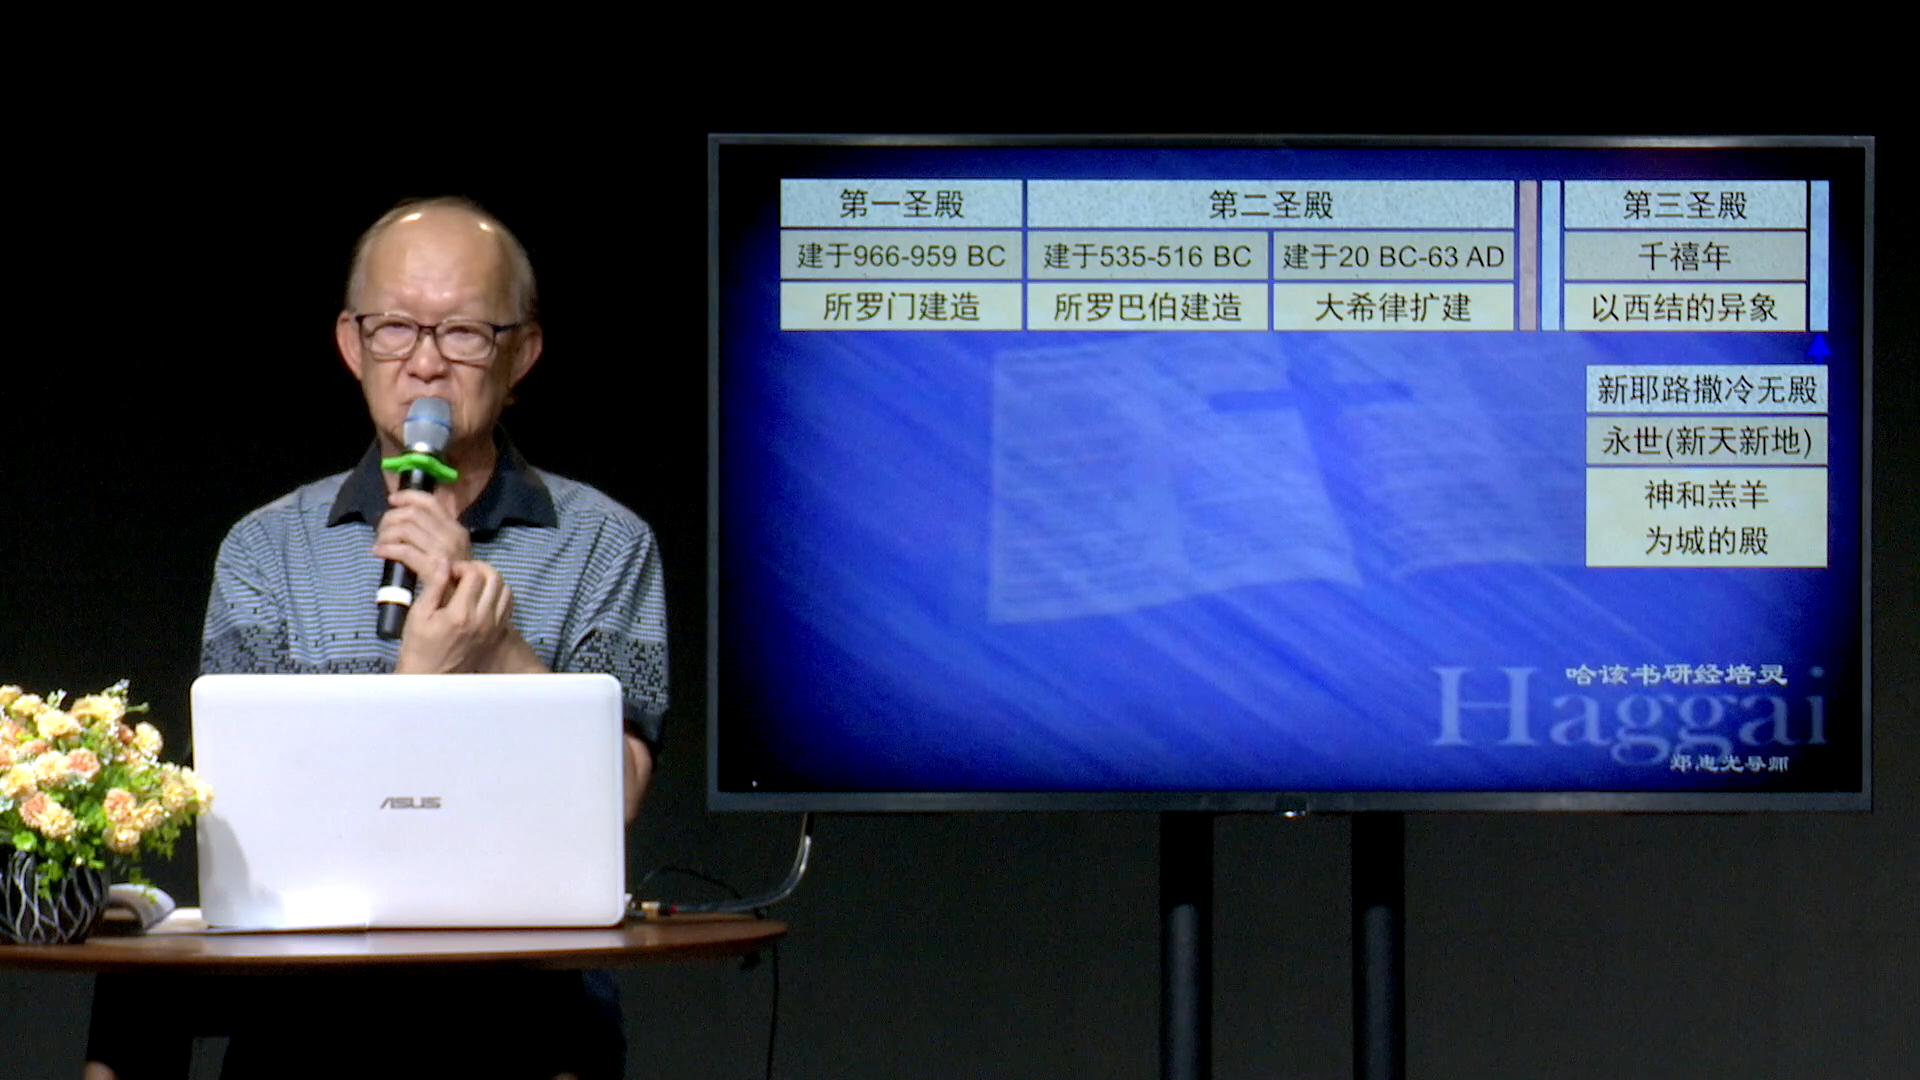 第一圣殿
第二圣殿
第三圣殿
建于966-959 BC
建于535-516 BC
建于20 BC-63 AD
千禧年
所罗门建造
所罗巴伯建造
大希律扩建
以西结的异象
新耶路撒冷无殿
永世(新天新地)
神和羔羊
为城的殿
哈该书研经培灵
Haggai
郑惠光导师
ASUS